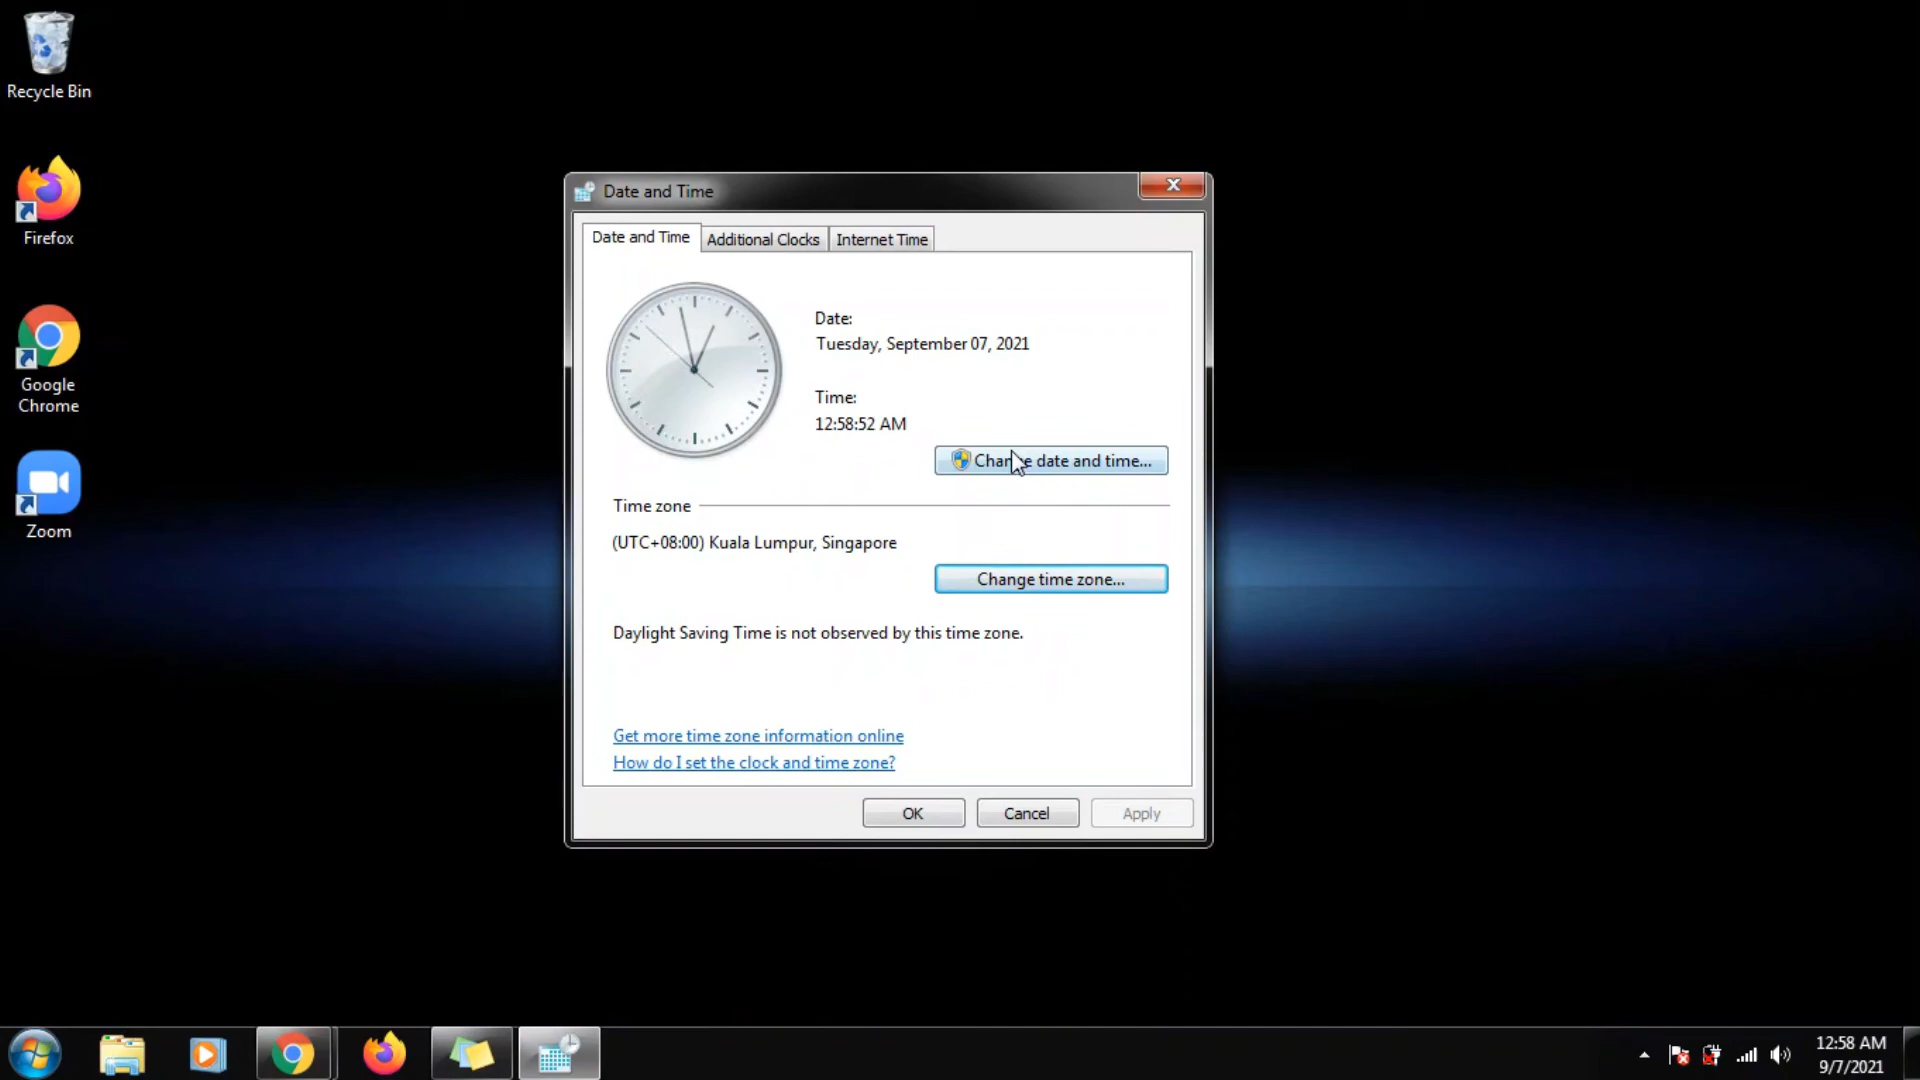 Recycle Bin
Firefox
Google
Chrome
Zoom
Date and Time
Date and Time
Additional Clocks
Internet Time
Date:
Tuesday, September 07, 2021
Time:
12:58:52 AM
Change date and time...
Time zone
(UTC+08:00) Kuala Lumpur, Singapore
Change time zone...
Daylight Saving Time is not observed by this time zone.
Get more time zone information online
How do I set the clock and time zone?
OK
Cancel
Apply
12:58 AM
9/7/2021